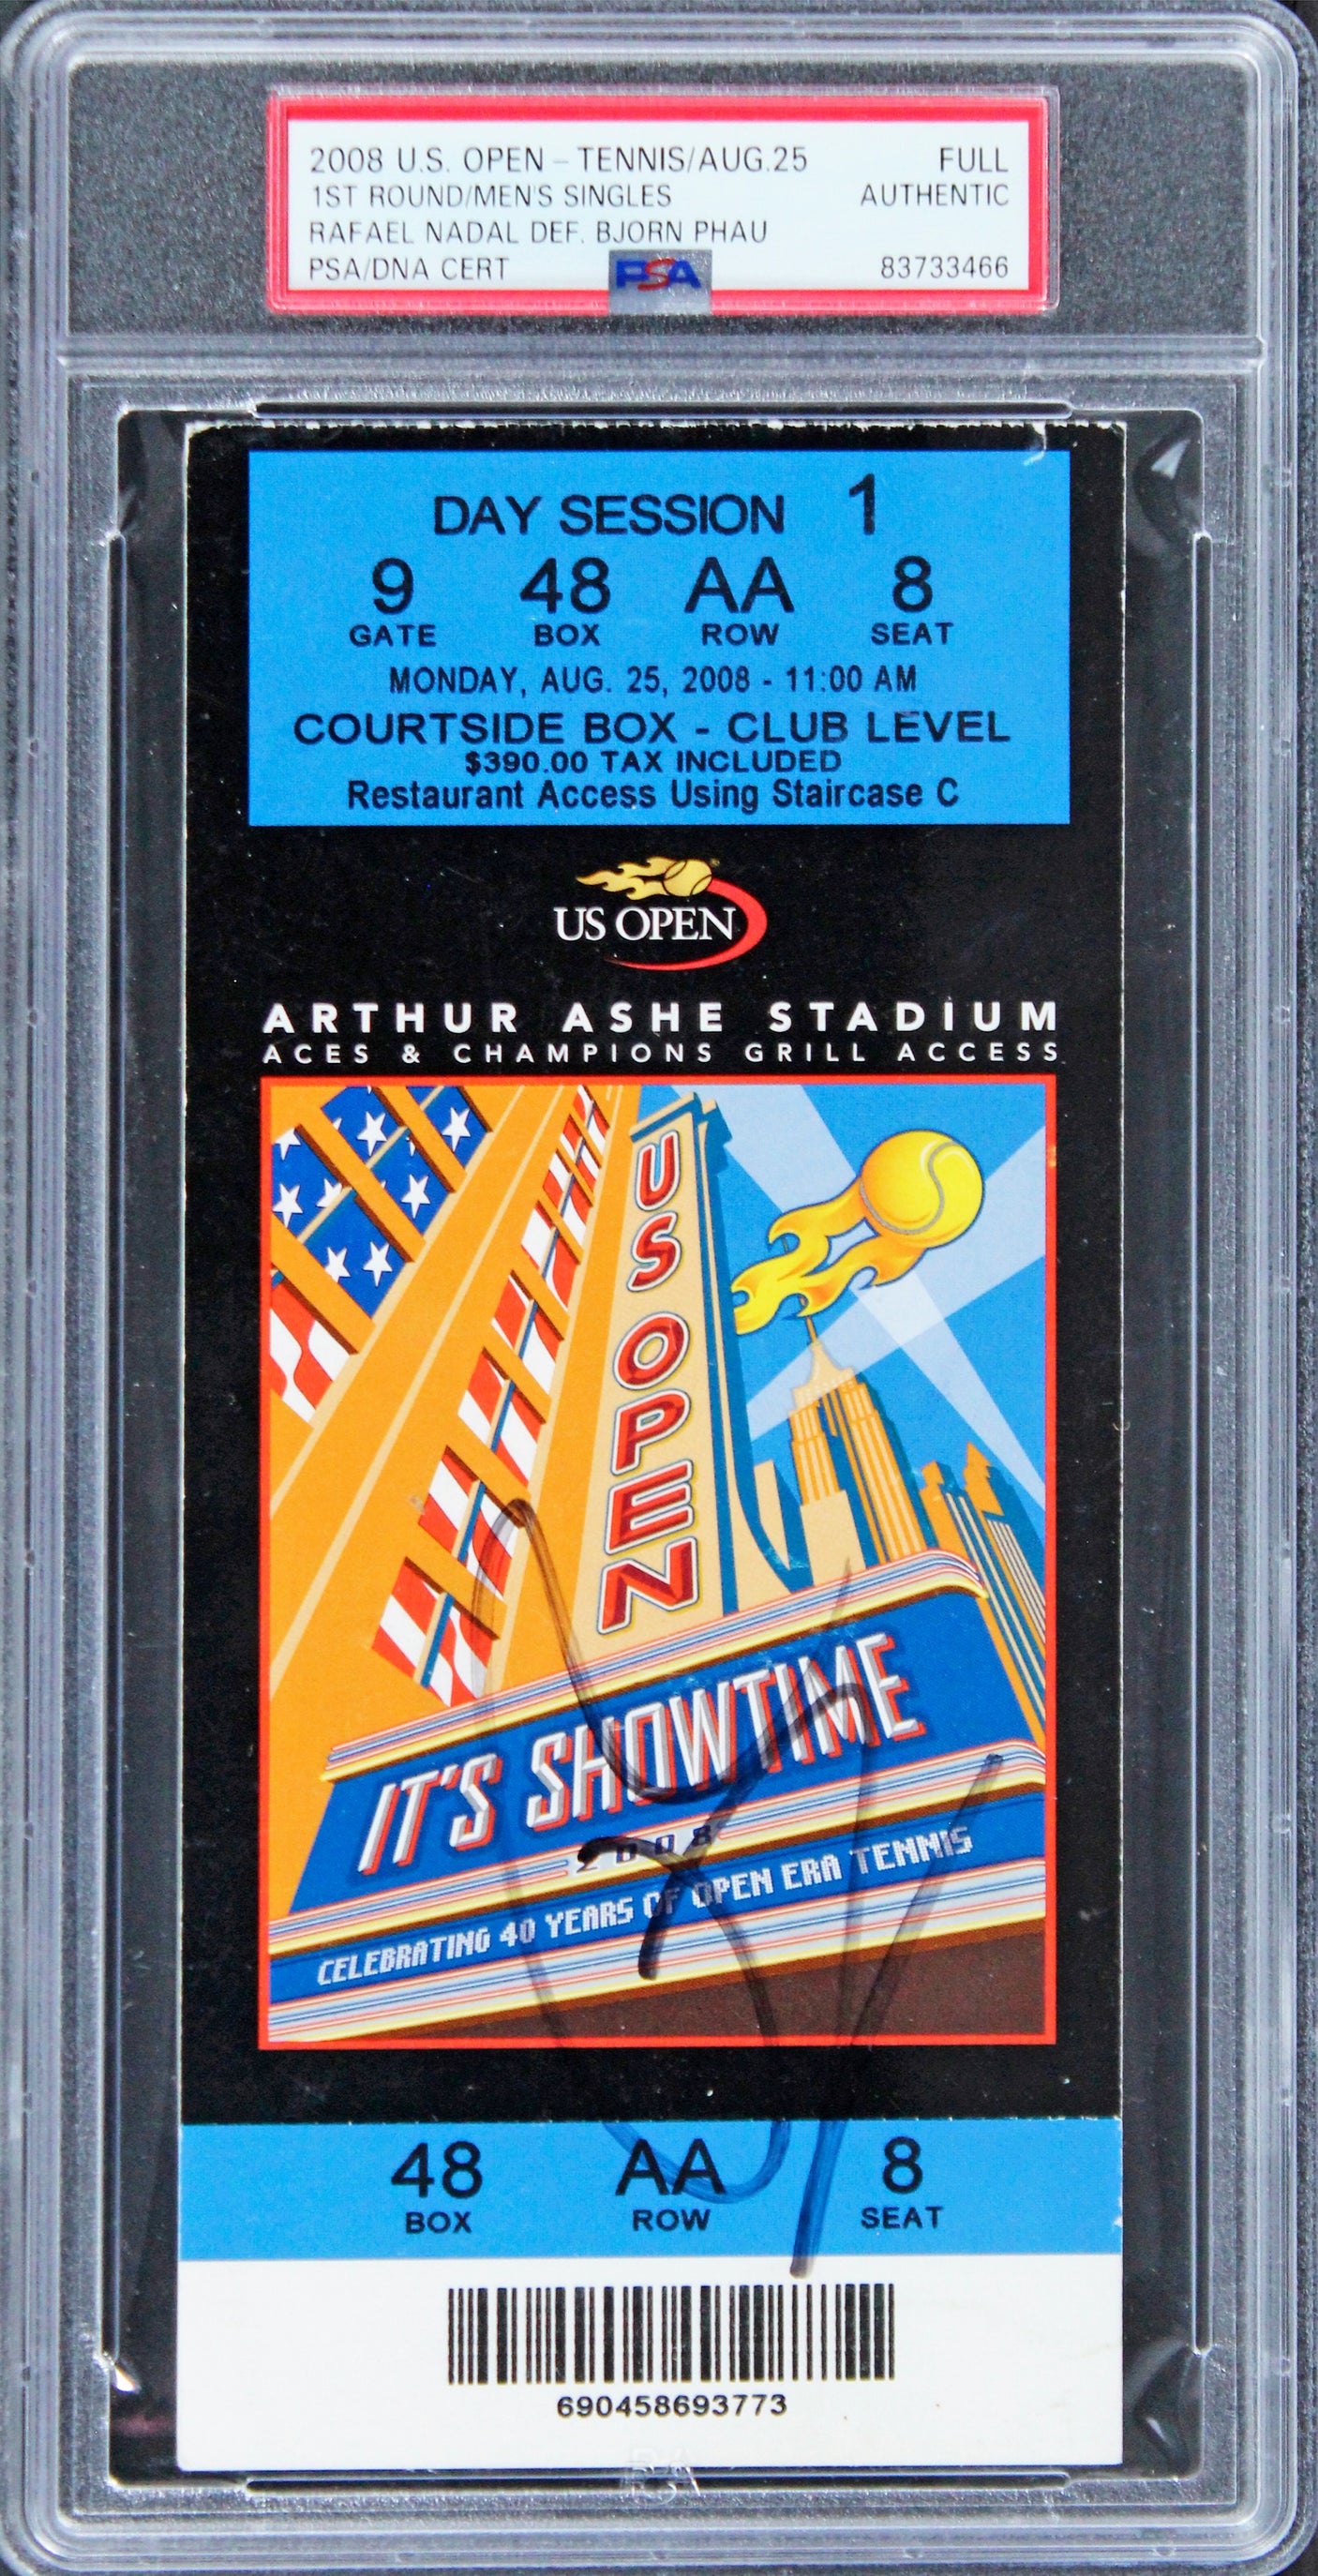 2008 U.S. OPEN - TENNIS/AUG.25 FULL
1ST ROUND/MEN'S SINGLES AUTHENTIC
RAFAEL NADAL DEF. BJORN PHAU
PSA/DNA CERT PSA 83733466
DAY SESSION 1
9 48 AA 8
GATE BOX ROW SEAT
MONDAY, AUG. 25, 2008 - 11:00 AM
COURTSIDE BOX - CLUB LEVEL
$390.00 TAX INCLUDED
Restaurant Access Using Staircase C
US OPEN
ARTHUR ASHE STADIUM
ACES & CHAMPIONS GRILL ACCESS
US OPEN
IT'S SHOWTIME
2008
CELEBRATING 40 YEARS OF OPEN ERA TENNIS
48 AA 8
BOX ROW SEAT
690458693773
PSA